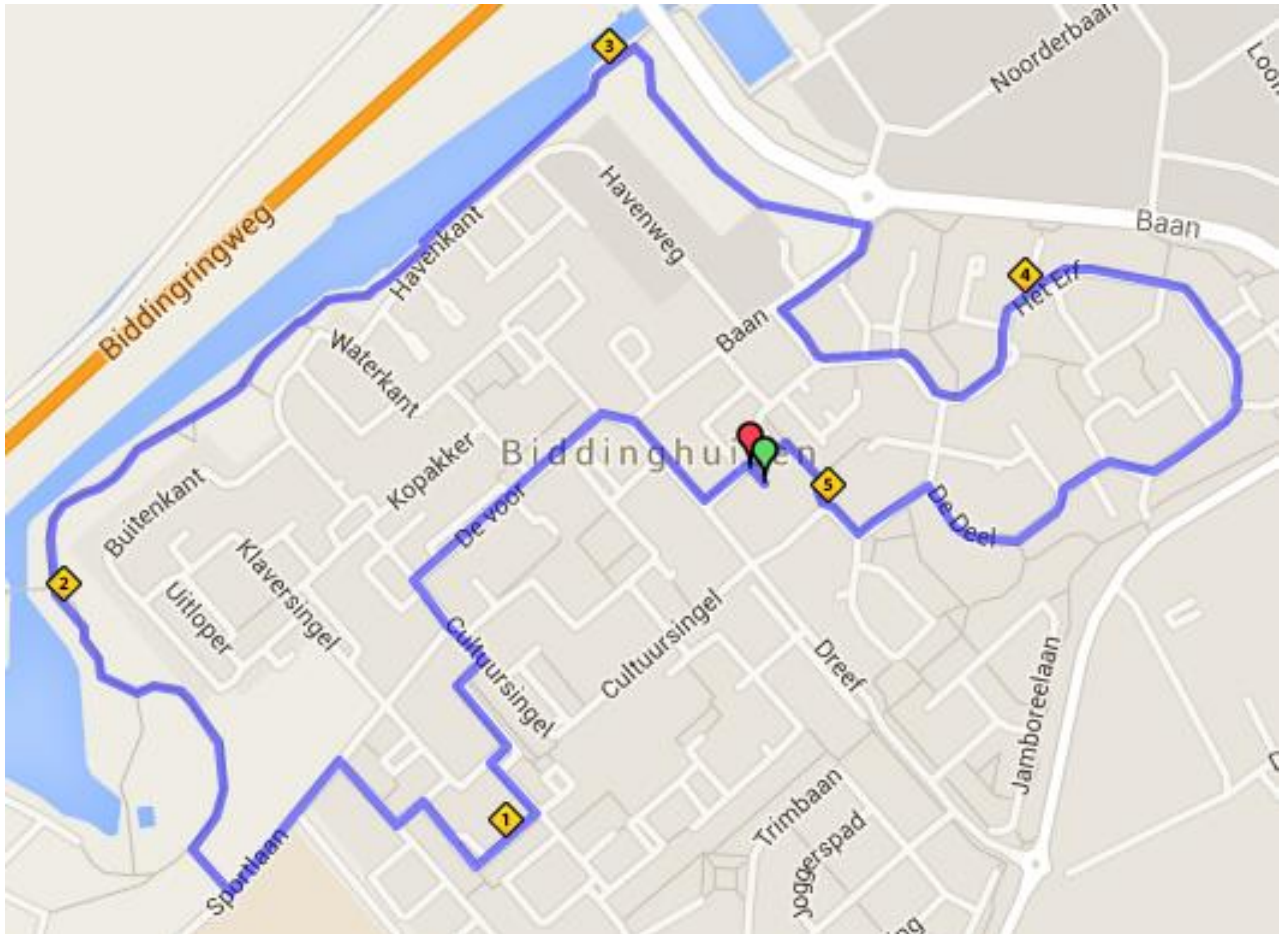 3
Noorderbaan
Havenweg
Baan
Biddingringweg
Havenkant
4
Het Erf
Baan
Waterkant
Biddinghuizen
Kopakker
5
De Voor
De Deel
Buitenkant
Klaversingel
2
Uitloper
Cultuursingel
Cultuursingel
Dreef
Jamboreelaan
1
Trimbaan
Sportlaan
Joggerspad